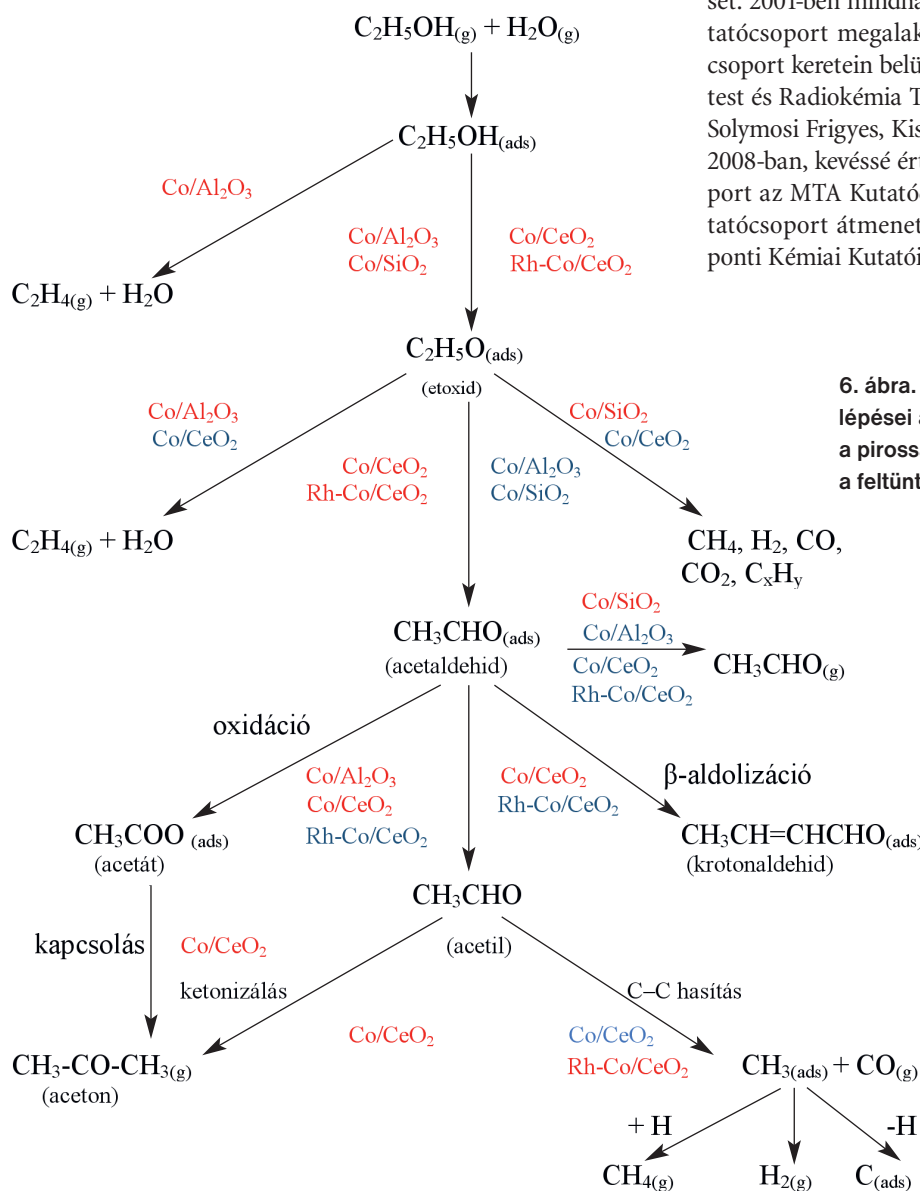 C₂H₅OH(g) + H₂O(g)
C₂H₅OH(ads)
Co/Al₂O₃
Co/Al₂O₃
Co/SiO₂
Co/CeO₂
Rh-Co/CeO₂
C₂H₄(g) + H₂O
C₂H₅O(ads)
(etoxid)
Co/Al₂O₃
Co/CeO₂
Co/CeO₂
Rh-Co/CeO₂
Co/Al₂O₃
Co/SiO₂
Co/SiO₂
Co/CeO₂
C₂H₄(g) + H₂O
CH₄, H₂, CO,
CO₂, CₓHᵧ
CH₃CHO(ads)
(acetaldehid)
Co/SiO₂
Co/Al₂O₃
Co/CeO₂
Rh-Co/CeO₂
CH₃CHO(g)
oxidáció
Co/Al₂O₃
Co/CeO₂
Rh-Co/CeO₂
Co/CeO₂
Rh-Co/CeO₂
β-aldolizáció
CH₃COO (ads)
(acetát)
CH₃CHO
(acetil)
CH₃CH=CHCHO(ads)
(krotonaldehid)
kapcsolás
Co/CeO₂
ketonizálás
Co/CeO₂
C–C hasítás
Co/CeO₂
Rh-Co/CeO₂
CH₃-CO-CH₃(g)
(aceton)
CH₃(ads) + CO(g)
+ H
-H
CH₄(g)
H₂(g)
C(ads)
set. 2001-ben mindha
tatócsoport megalak
csoport keretein belü
test és Radiokémia T
Solymosi Frigyes, Kis
2008-ban, kevéssé ért
port az MTA Kutatóc
tatócsoport átmenet
ponti Kémiai Kutatói
6. ábra.
lépései a
a pirossa
a feltünt